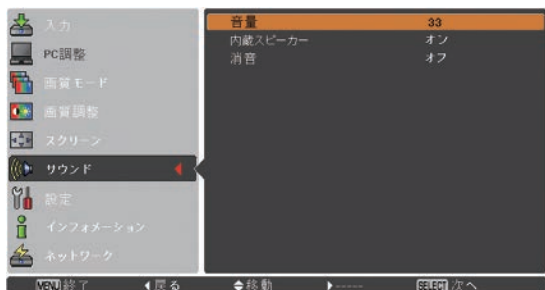 入力
PC調整
画質モード
画質調整
スクリーン
サウンド
設定
インフォメーション
ネットワーク
音量 33
内蔵スピーカー オン
消音 オフ
MENU 終了 戻る 移動 ----- SELECT 次へ